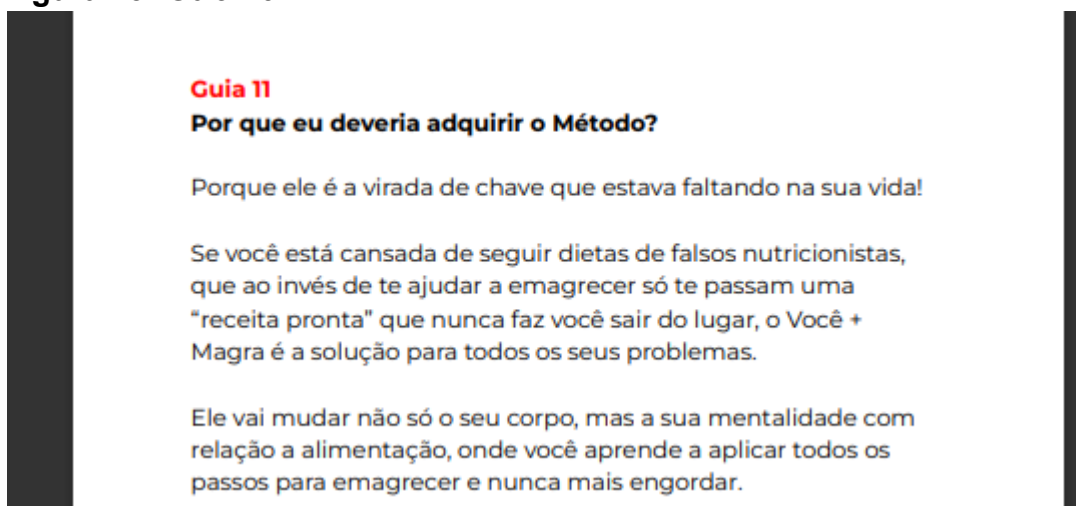 Guia 11
Por que eu deveria adquirir o Método?
Porque ele é a virada de chave que estava faltando na sua vida!
Se você está cansada de seguir dietas de falsos nutricionistas,
que ao invés de te ajudar a emagrecer só te passam uma
“receita pronta” que nunca faz você sair do lugar, o Você +
Magra é a solução para todos os seus problemas.
Ele vai mudar não só o seu corpo, mas a sua mentalidade com
relação a alimentação, onde você aprende a aplicar todos os
passos para emagrecer e nunca mais engordar.